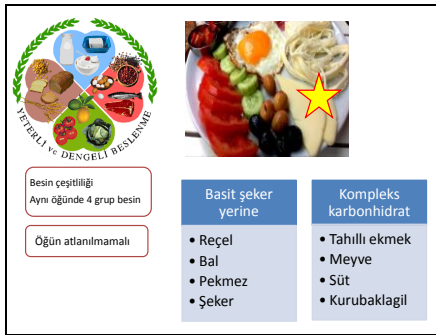 YETERLİ ve DENGELİ BESLENME
Besin çeşitliliği
Aynı öğünde 4 grup besin
Öğün atlanılmamalı
Basit şeker
yerine
• Reçel
• Bal
• Pekmez
• Şeker
Kompleks
karbonhidrat
• Tahıllı ekmek
• Meyve
• Süt
• Kurubaklagil